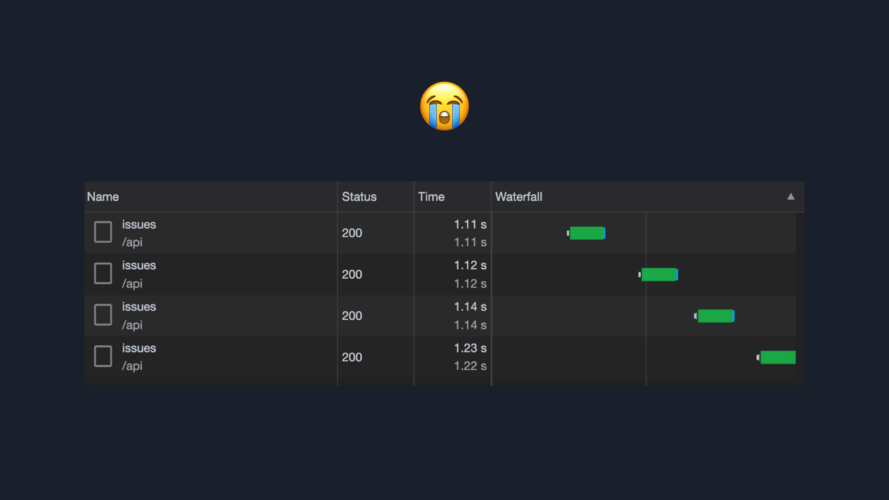 Name Status Time Waterfall
issues 1.11 s
/api 200 1.11 s
issues 1.12 s
/api 200 1.12 s
issues 1.14 s
/api 200 1.14 s
issues 1.23 s
/api 200 1.22 s